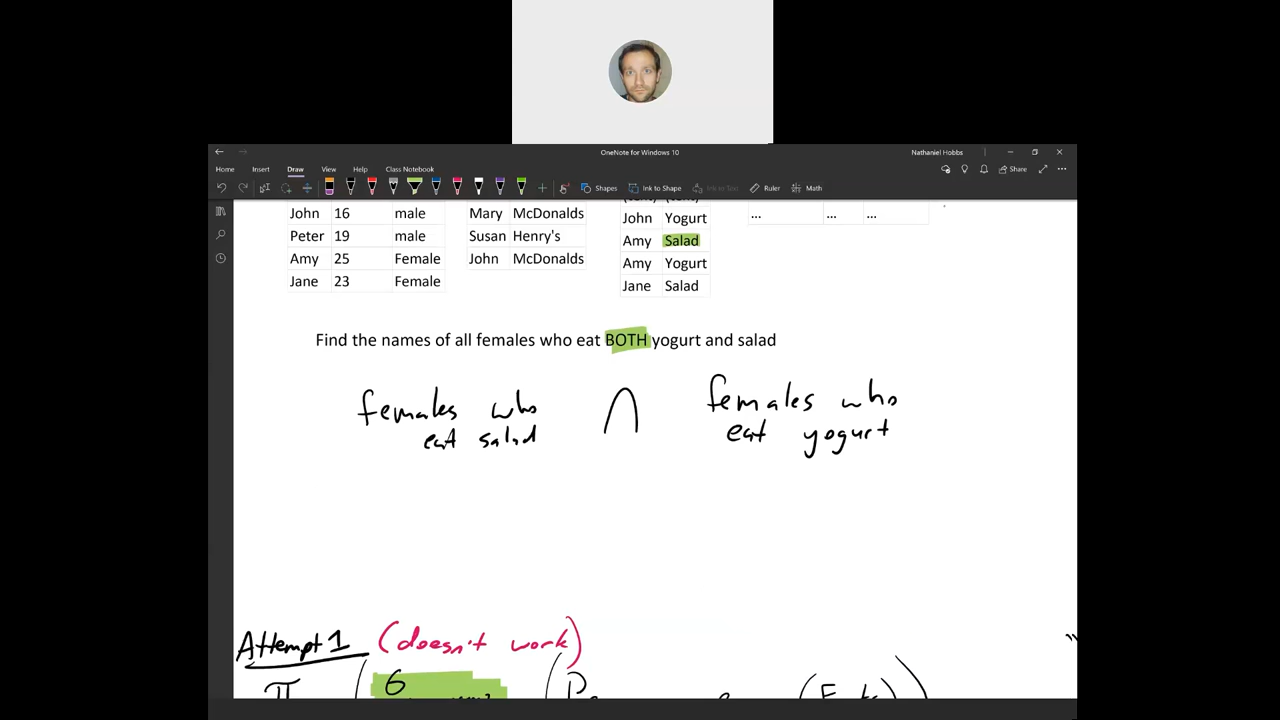 OneNote for Windows 10
Nathaniel Hobbs
Home Insert Draw View Help Class Notebook
Shapes Ink to Shape Ink to Text Ruler Math Share
John 16 male
Peter 19 male
Amy 25 Female
Jane 23 Female
Mary McDonalds
Susan Henry's
John McDonalds
John Yogurt
Amy Salad
Amy Yogurt
Jane Salad
... ... ...
Find the names of all females who eat BOTH yogurt and salad
females who ∩ females who
eat salad eat yogurt
Attempt 1 (doesn't work)
π ( σ (